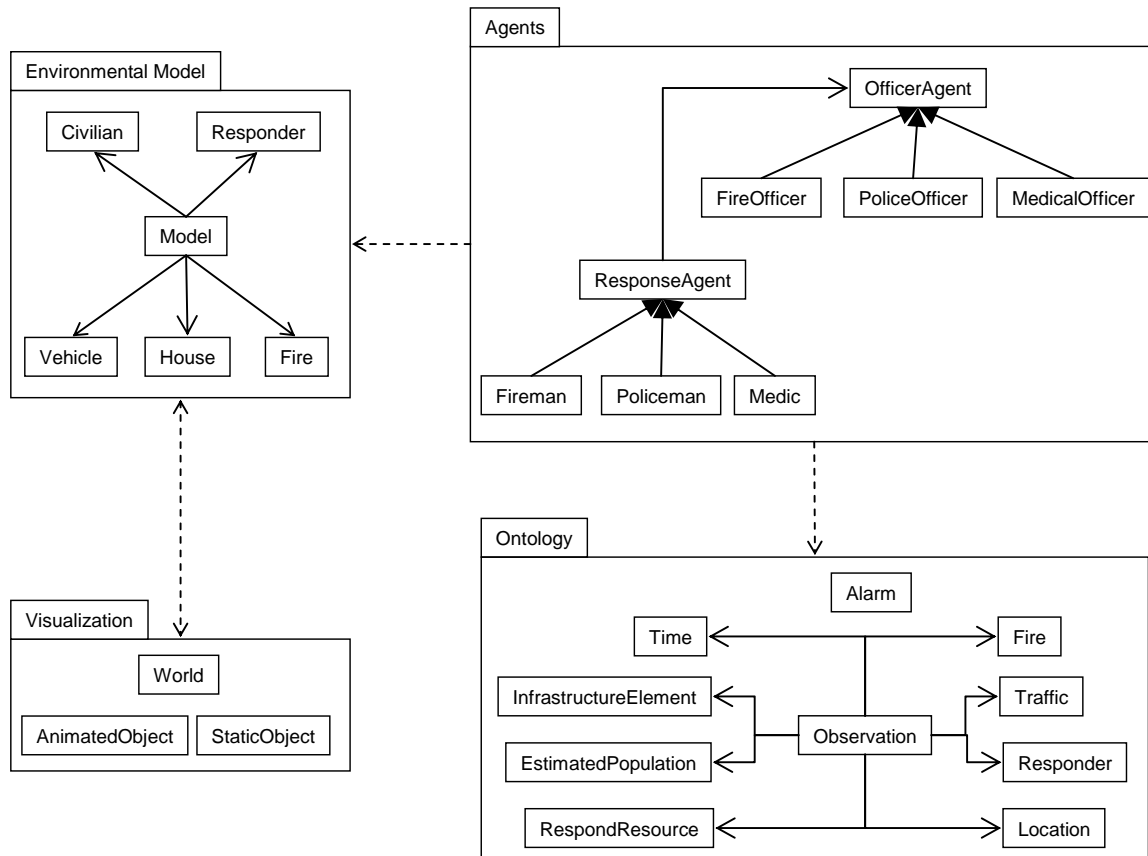 Agents
Environmental Model
OfficerAgent
Civilian
Responder
FireOfficer
PoliceOfficer
MedicalOfficer
Model
ResponseAgent
Vehicle
House
Fire
Fireman
Policeman
Medic
Ontology
Alarm
Visualization
Time
Fire
World
InfrastructureElement
Traffic
AnimatedObject
StaticObject
Observation
EstimatedPopulation
Responder
RespondResource
Location